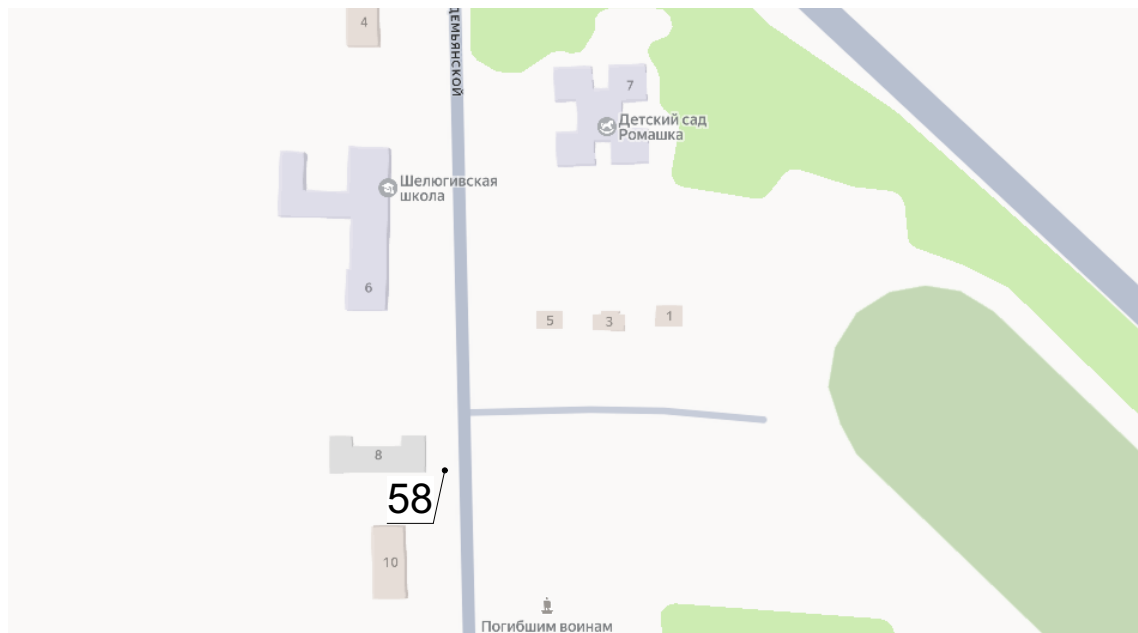 4
ДЕМЬЯНСКОЙ
7
Детский сад
Ромашка
Шелюгивская
школа
6
5
3
1
8
58
10
Погибшим воинам